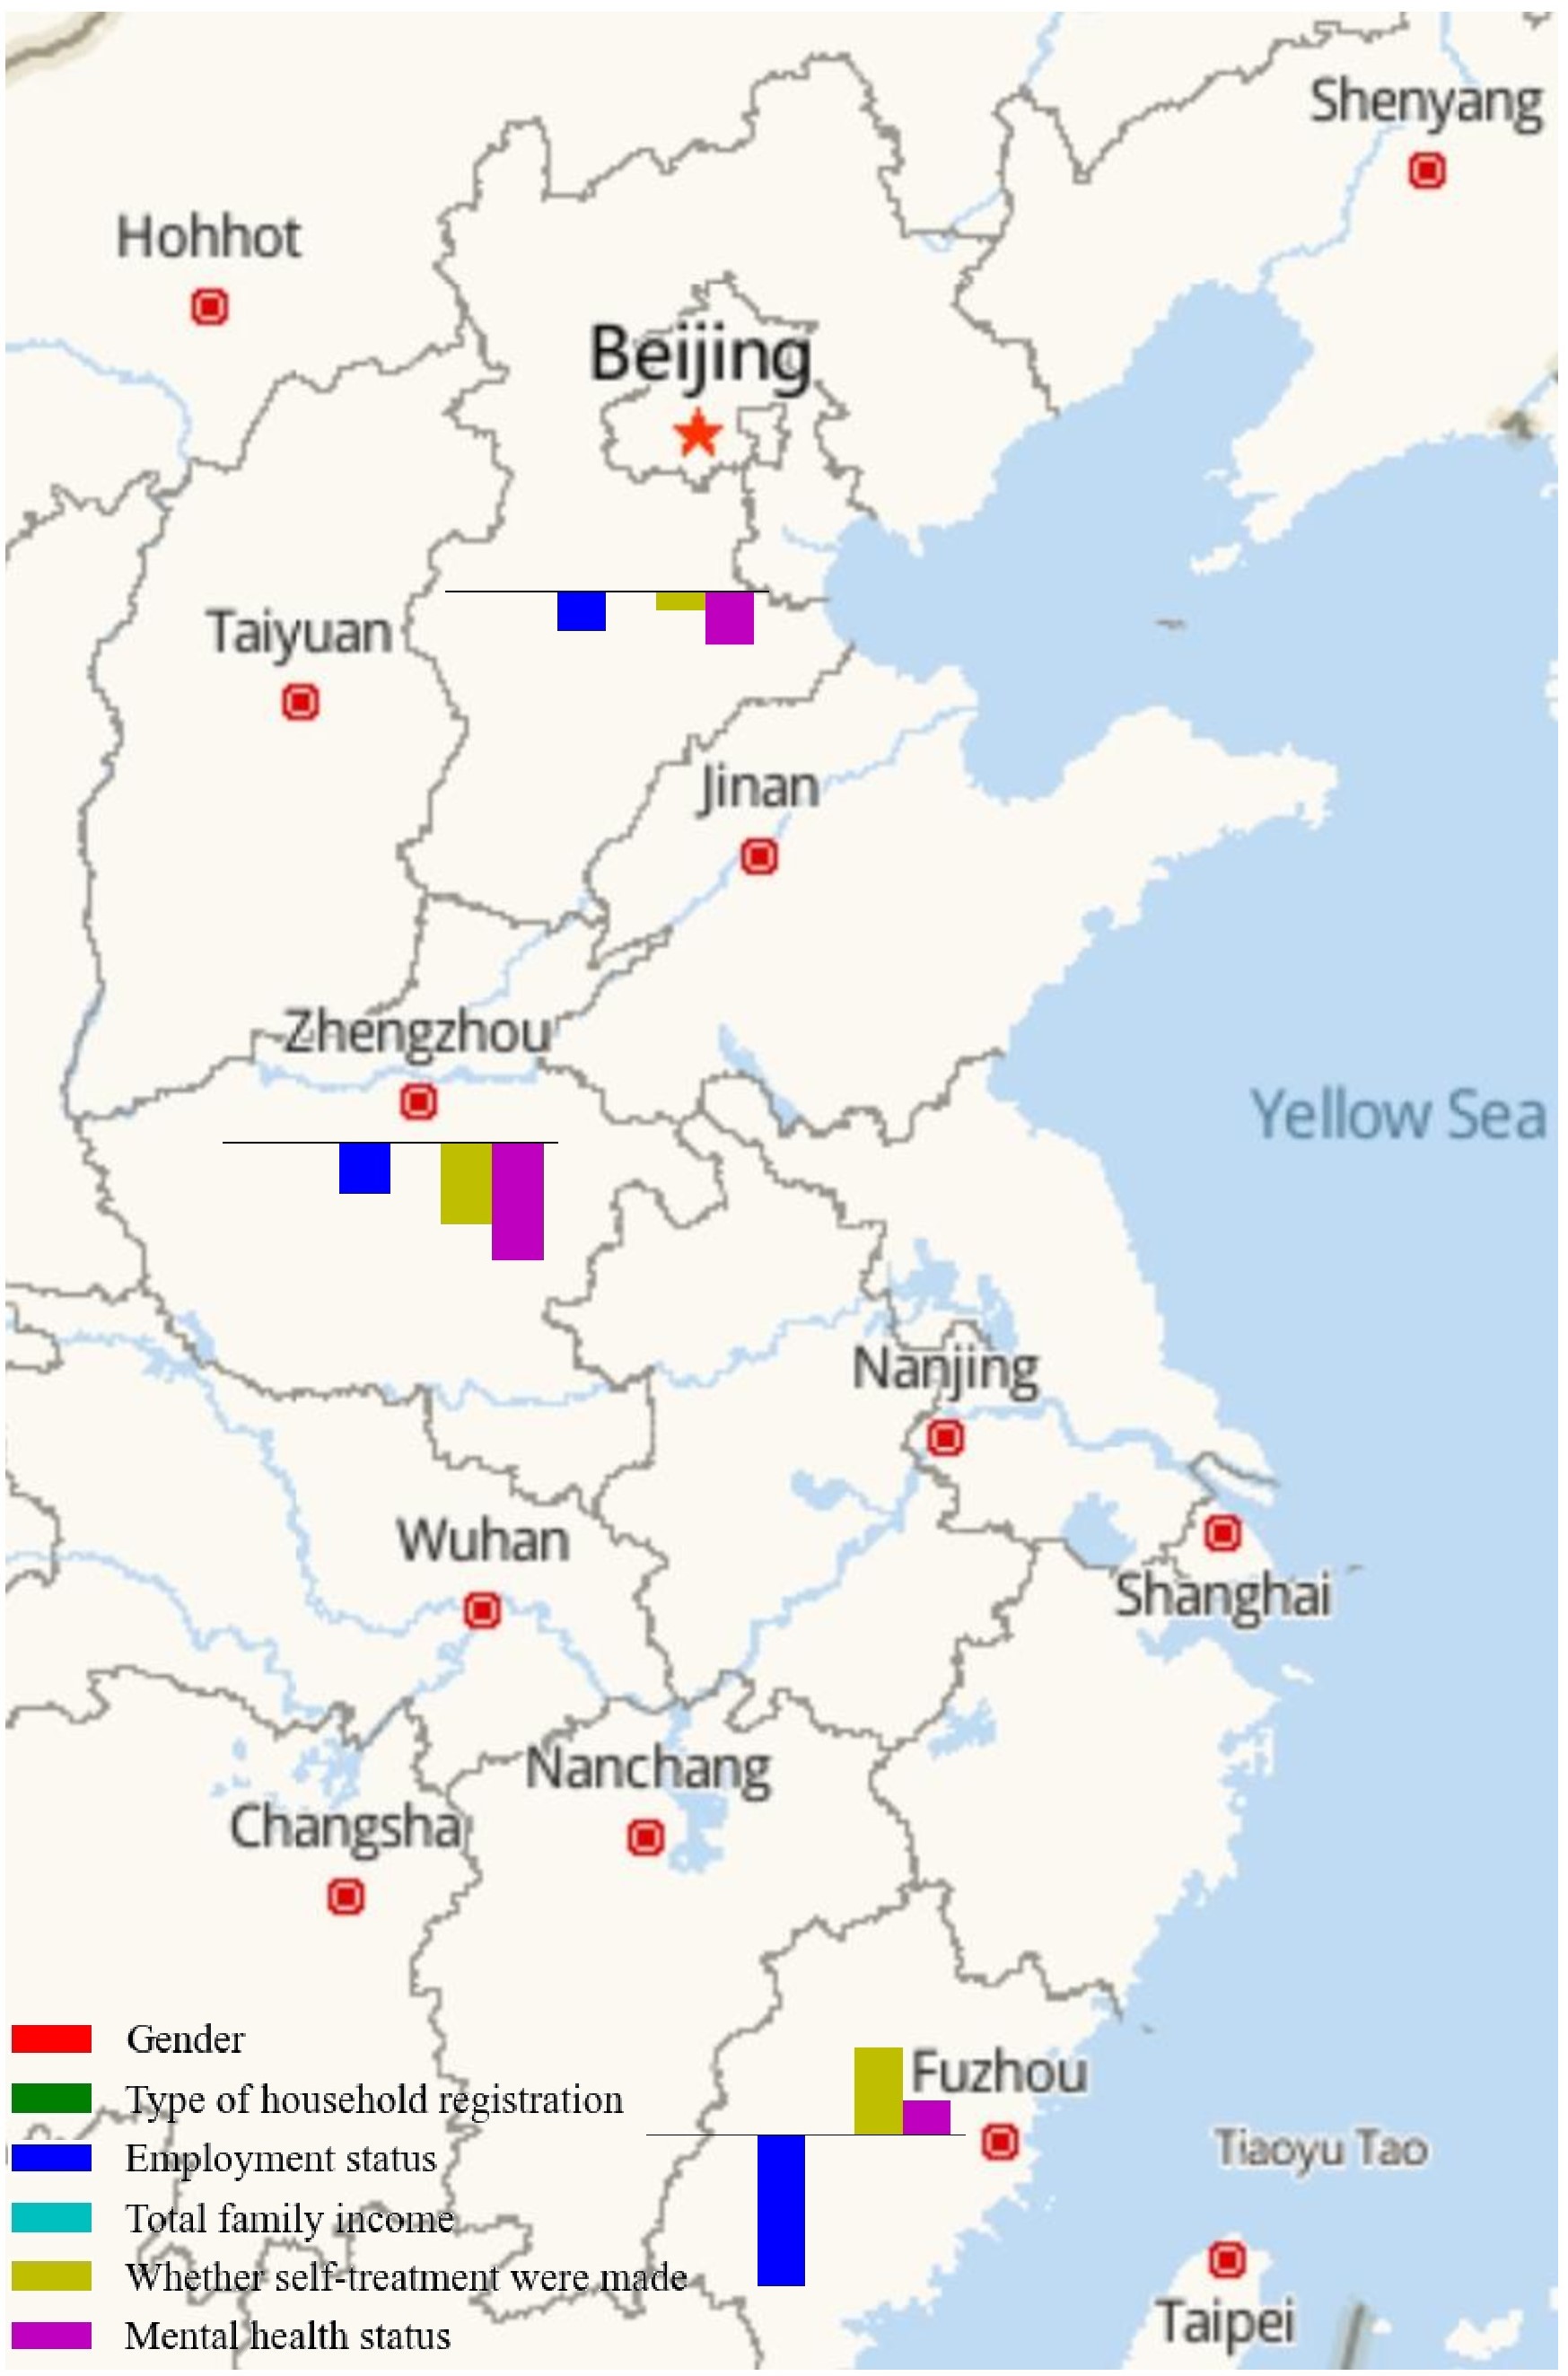 Shenyang
Hohhot
Beijing
Taiyuan
Jinan
Zhengzhou
Yellow Sea
Nanjing
Wuhan
Shanghai
Nanchang
Changsha
Fuzhou
Tiaoyu Tao
Taipei
Gender
Type of household registration
Employment status
Total family income
Whether self-treatment were made
Mental health status